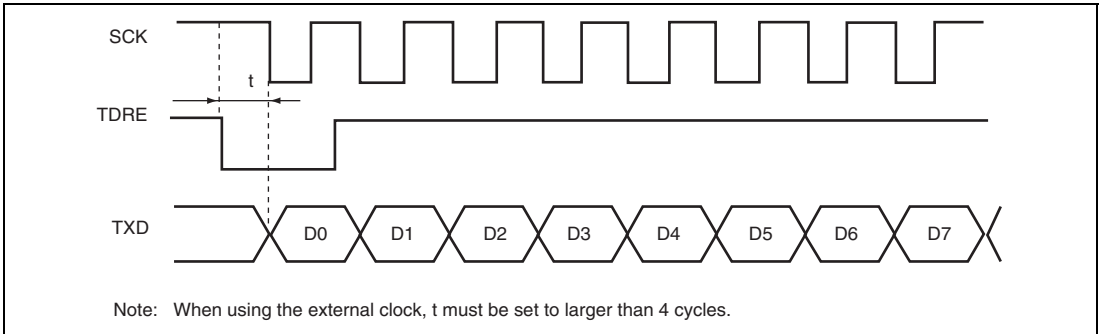 SCK
t
TDRE
TXD
D0 D1 D2 D3 D4 D5 D6 D7
Note: When using the external clock, t must be set to larger than 4 cycles.